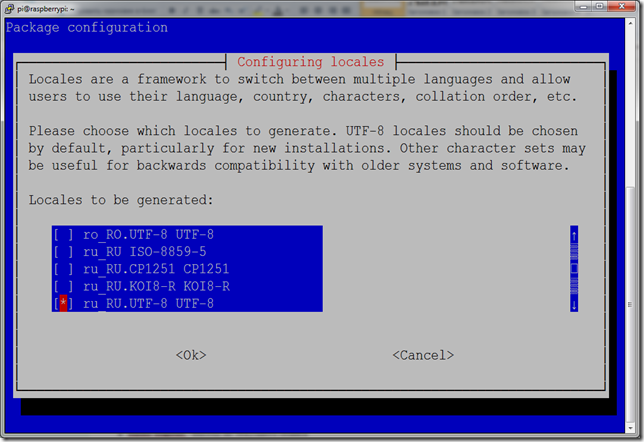 pi@raspberrypi: ~
Package configuration
Configuring locales
Locales are a framework to switch between multiple languages and allow
users to use their language, country, characters, collation order, etc.
Please choose which locales to generate. UTF-8 locales should be chosen
by default, particularly for new installations. Other character sets may
be useful for backwards compatibility with older systems and software.
Locales to be generated:
[ ] ro_RO.UTF-8 UTF-8
[ ] ru_RU ISO-8859-5
[ ] ru_RU.CP1251 CP1251
[ ] ru_RU.KOI8-R KOI8-R
[*] ru_RU.UTF-8 UTF-8
<Ok> <Cancel>